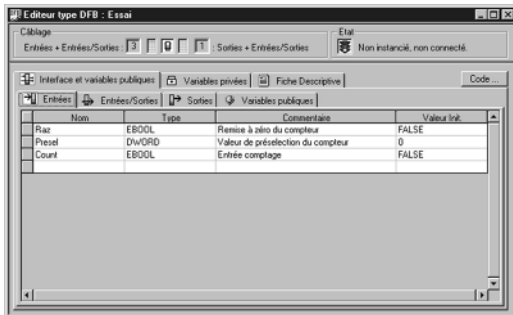 Editeur type DFB : Essai
Câblage
Entrées + Entrées/Sorties : 3 0 1 : Sorties + Entrées/Sorties
Etat
Non instancié, non connecté.
Interface et variables publiques Variables privées Fiche Descriptive Code ...
Entrées Entrées/Sorties Sorties Variables publiques
Nom Type Commentaire Valeur Init.
Raz EBOOL Remise à zéro du compteur FALSE
Presel DWORD Valeur de préselection du compteur 0
Count EBOOL Entrée comptage FALSE